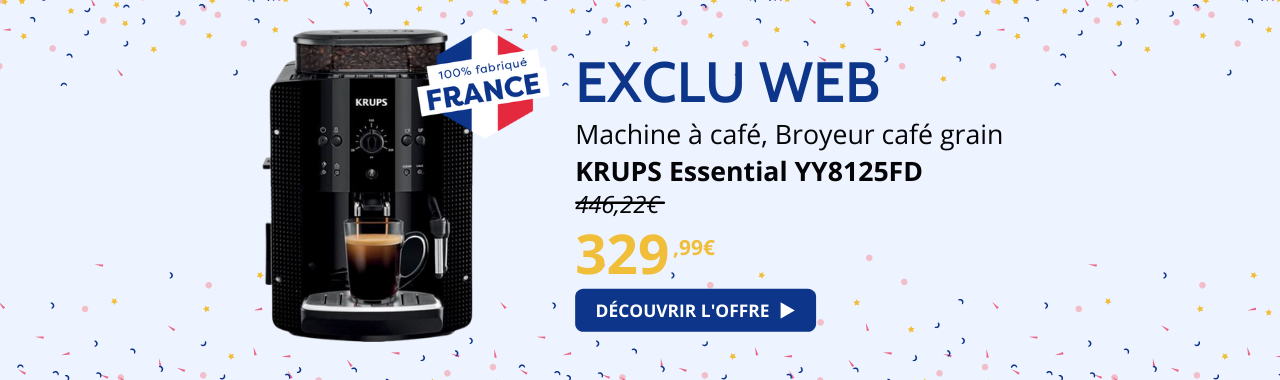 100% fabriqué
FRANCE
KRUPS
EXCLU WEB
Machine à café, Broyeur café grain
KRUPS Essential YY8125FD
446,22€
329,99€
DÉCOUVRIR L'OFFRE